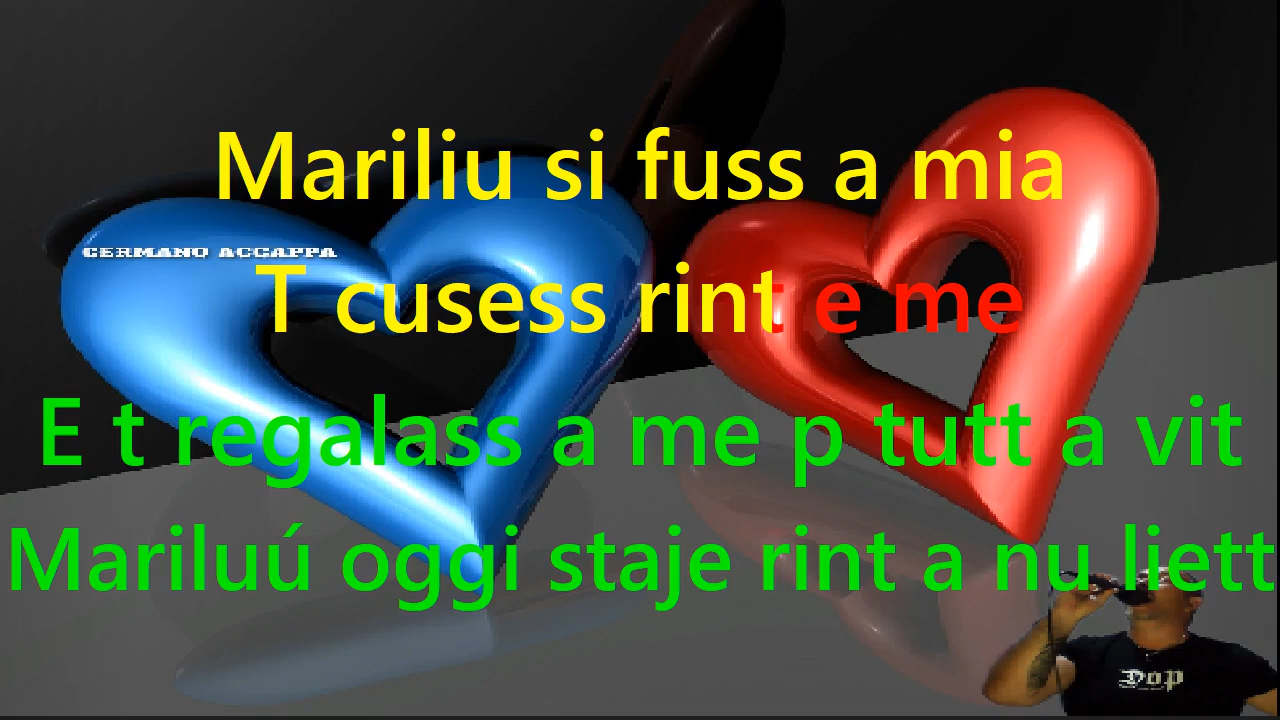 Mariliu si fuss a mia
GERMANO ACCAPPA
T cusess rint e me
E t regalass a me p tutt a vit
Mariluú oggi staje rint a nu liett
Dop